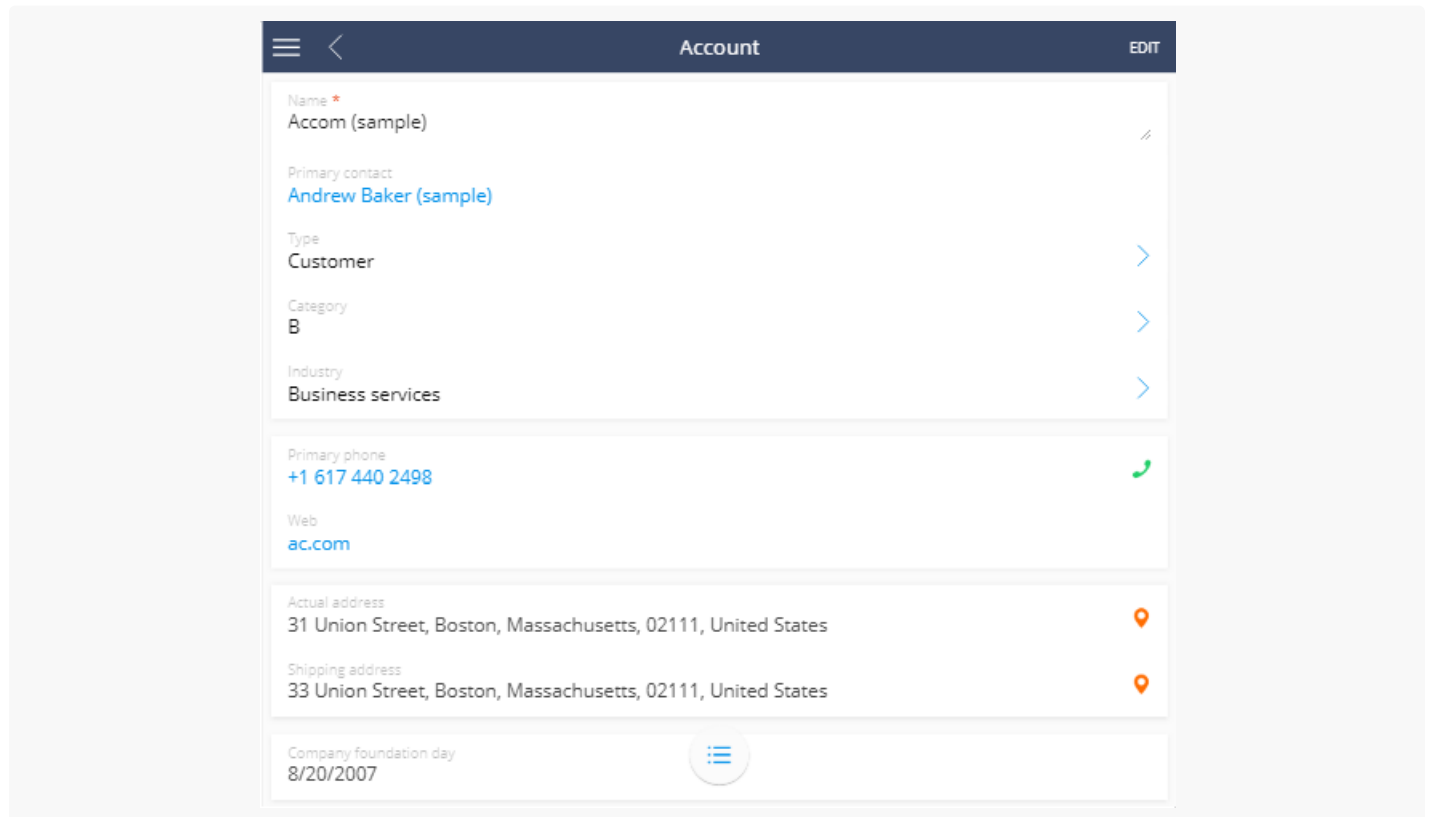 Account
EDIT
Name *
Accom (sample)
Primary contact
Andrew Baker (sample)
Type
Customer
Category
B
Industry
Business services
Primary phone
+1 617 440 2498
Web
ac.com
Actual address
31 Union Street, Boston, Massachusetts, 02111, United States
Shipping address
33 Union Street, Boston, Massachusetts, 02111, United States
Company foundation day
8/20/2007